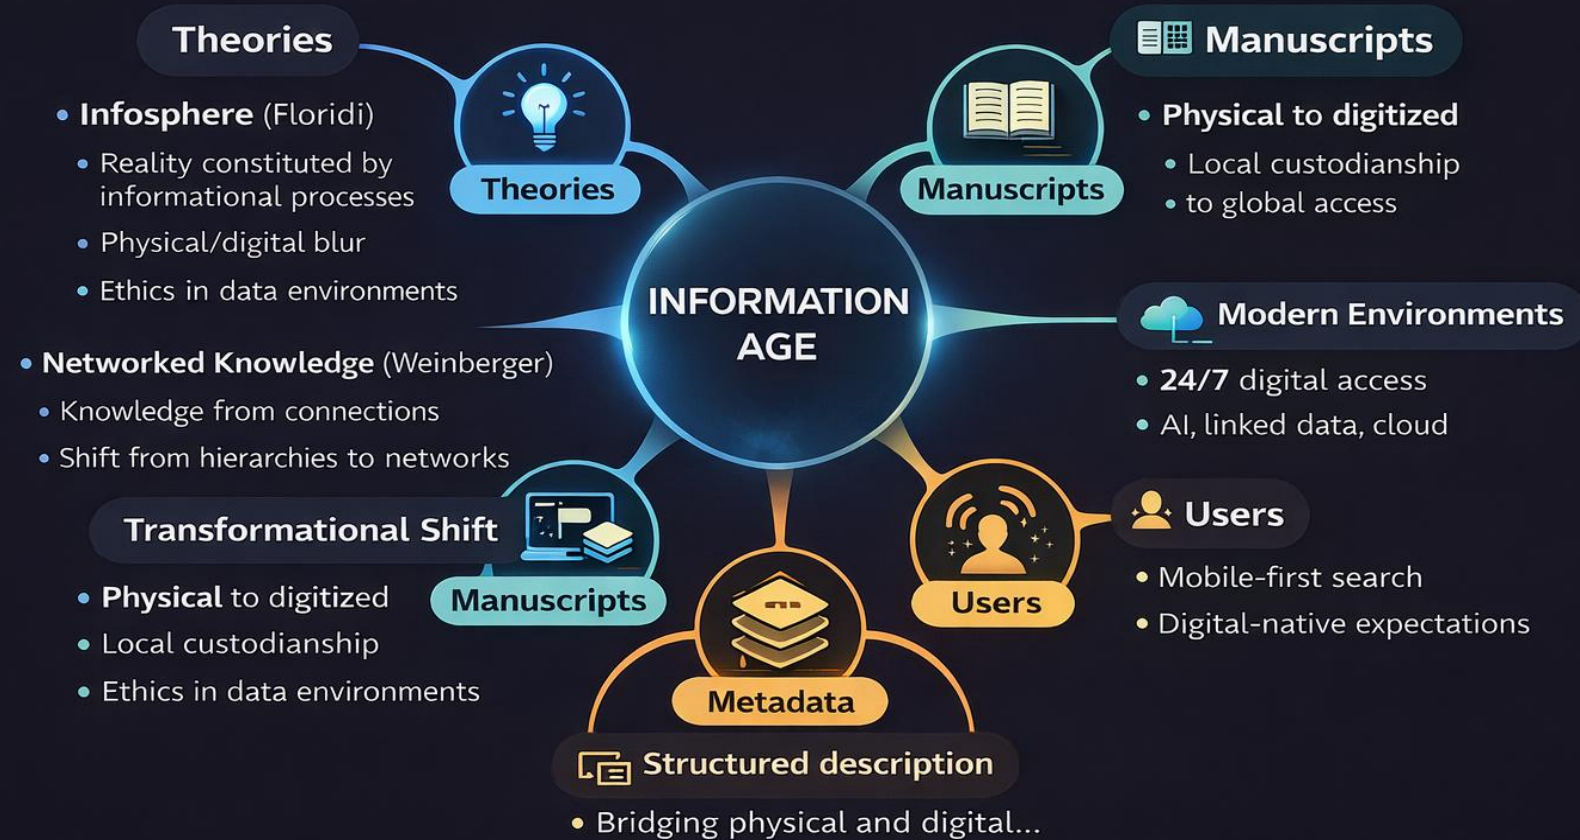 Theories
• Infosphere (Floridi)
• Reality constituted by
informational processes
• Physical/digital blur
• Ethics in data environments
Theories
• Networked Knowledge (Weinberger)
• Knowledge from connections
• Shift from hierarchies to networks
Transformational Shift
• Physical to digitized
• Local custodianship
• Ethics in data environments
Manuscripts
INFORMATION
AGE
Manuscripts
Manuscripts
• Physical to digitized
• Local custodianship
• to global access
Modern Environments
• 24/7 digital access
• AI, linked data, cloud
Users
Users
• Mobile-first search
• Digital-native expectations
Metadata
Structured description
• Bridging physical and digital...